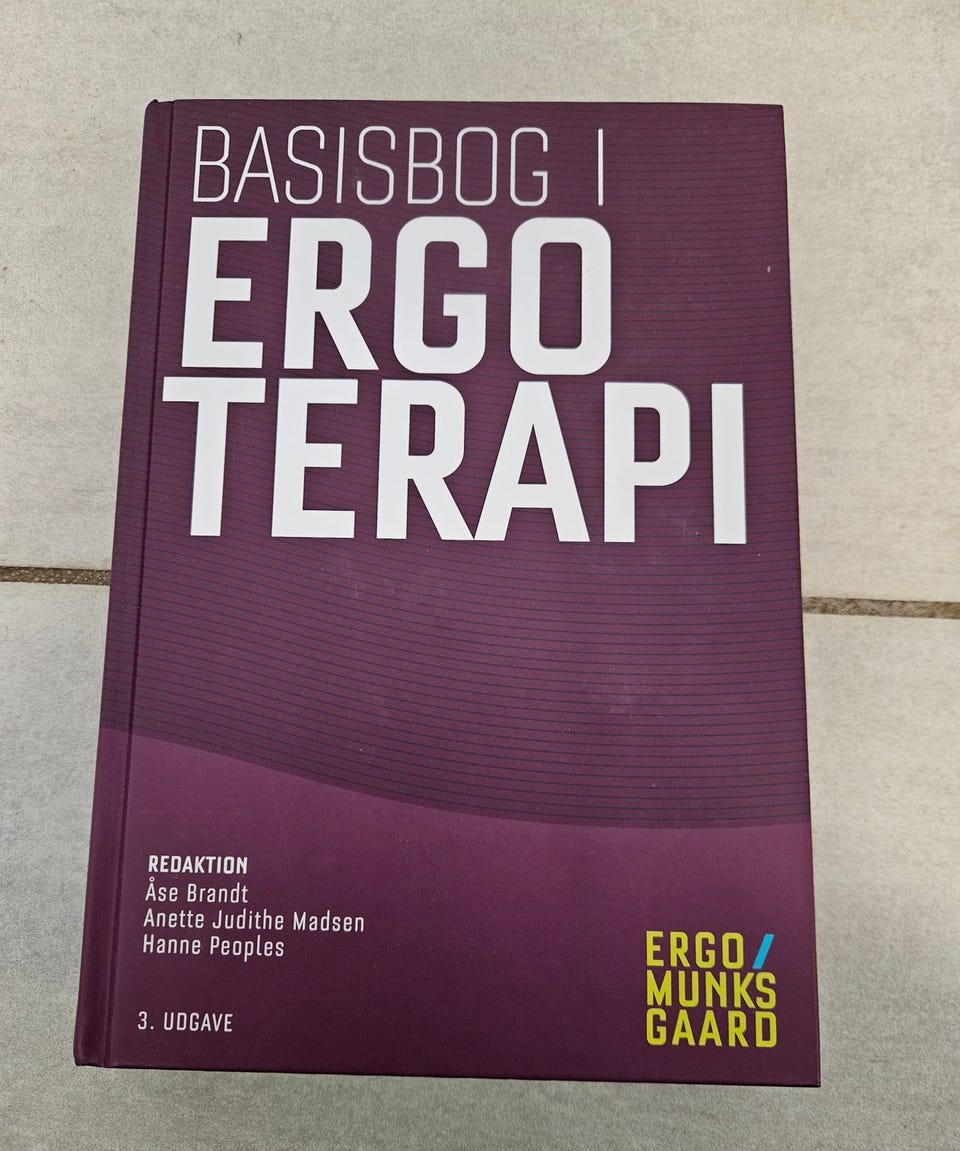 BASISBOG I
ERGO
TERAPI
REDAKTION
Åse Brandt
Anette Judithe Madsen
Hanne Peoples
3. UDGAVE
ERGO/
MUNKS
GAARD